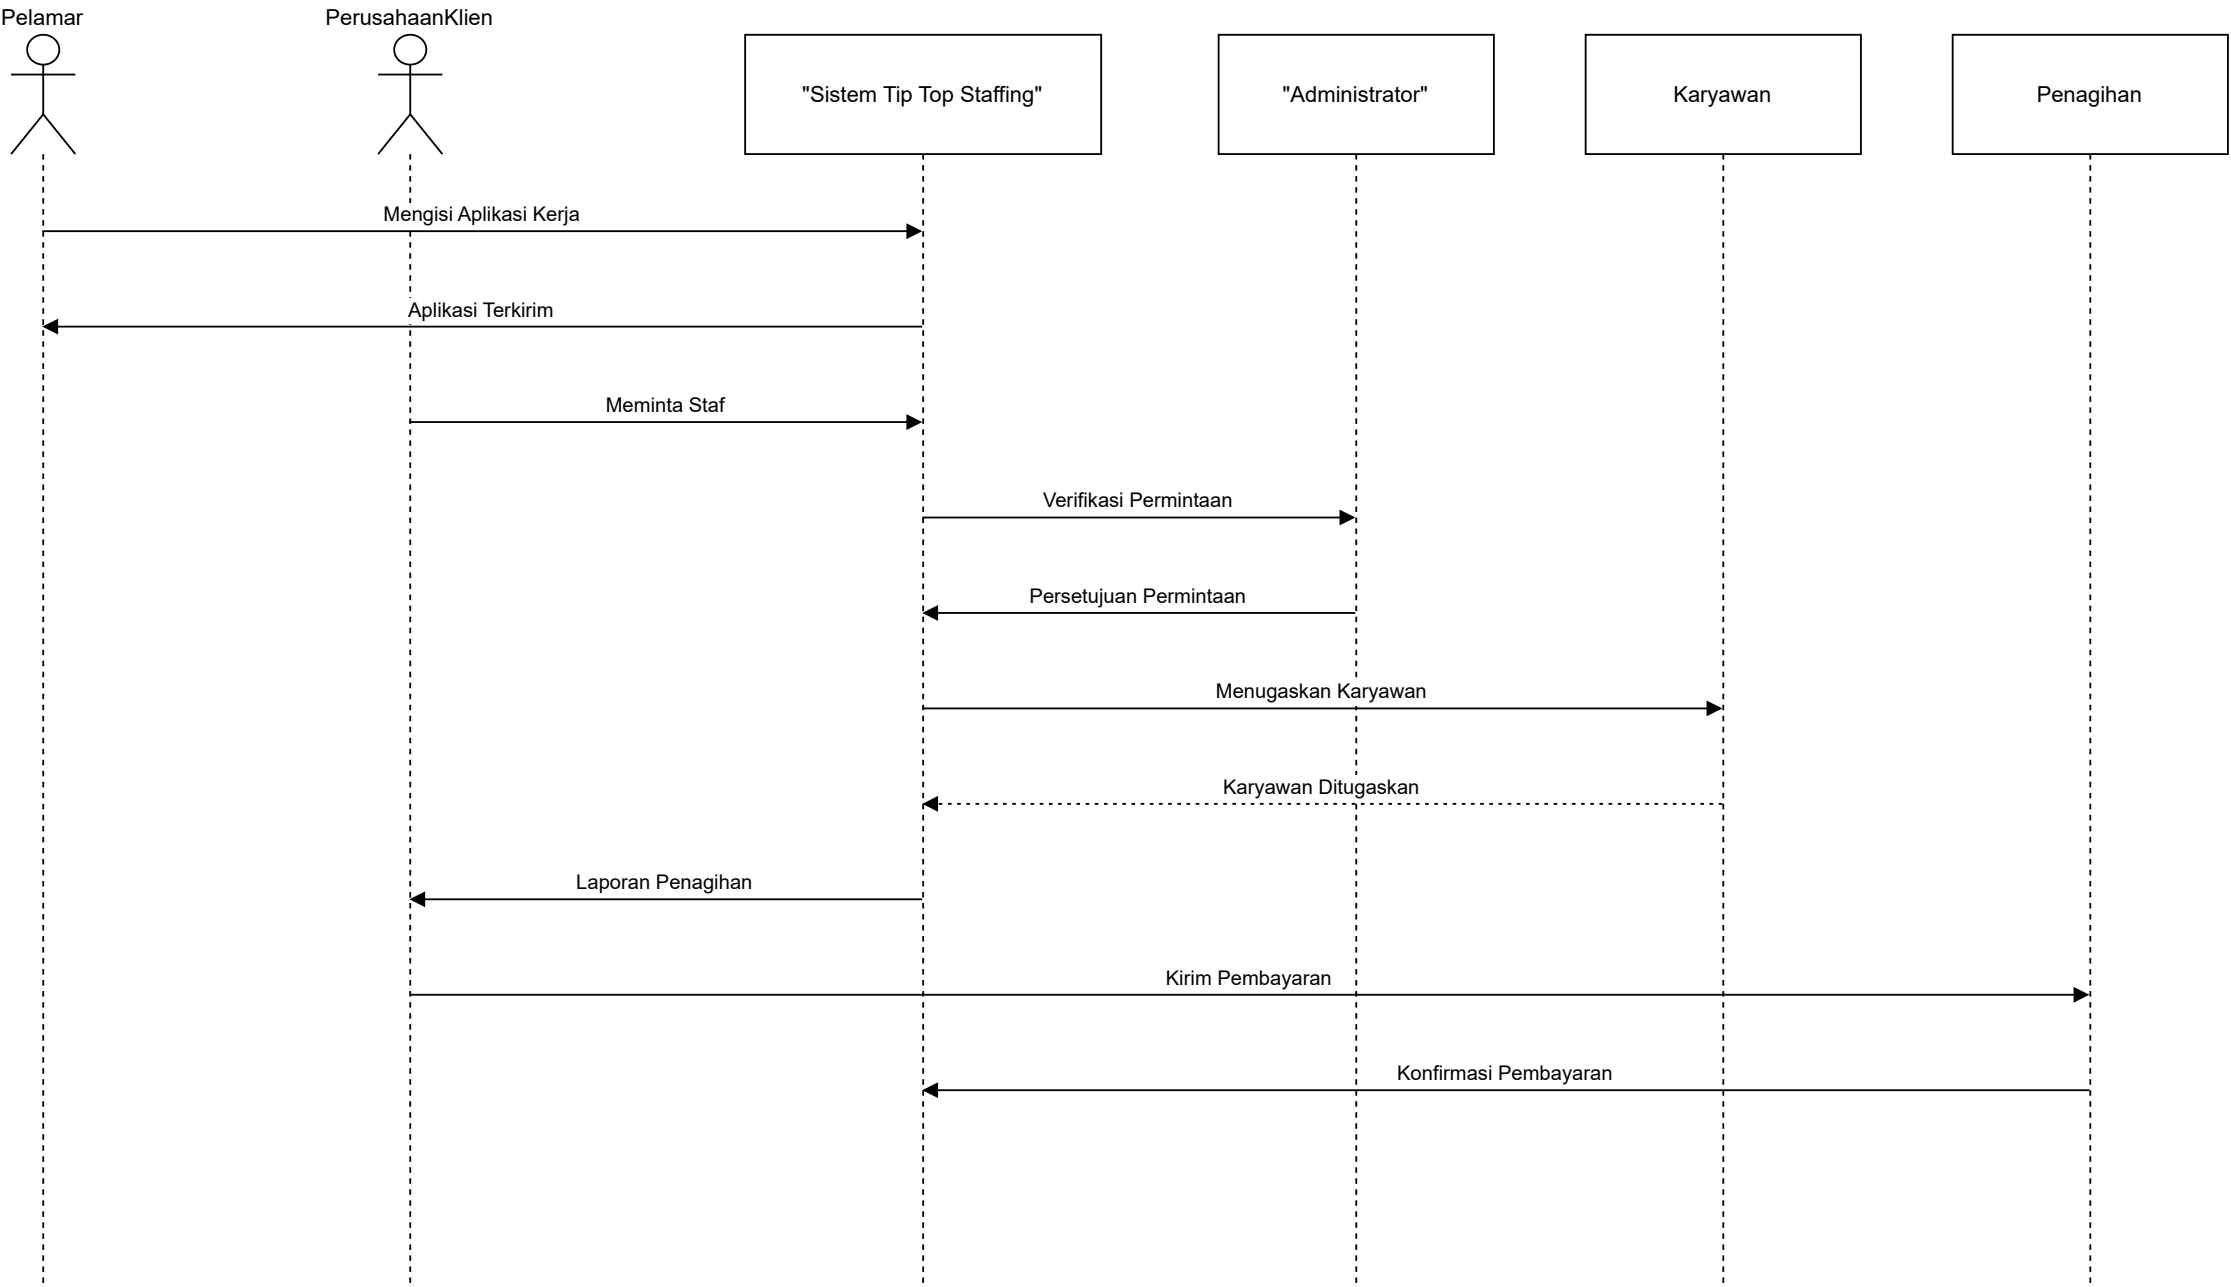 Pelamar
PerusahaanKlien
"Sistem Tip Top Staffing"
"Administrator"
Karyawan
Penagihan
Mengisi Aplikasi Kerja
Aplikasi Terkirim
Meminta Staf
Verifikasi Permintaan
Persetujuan Permintaan
Menugaskan Karyawan
Karyawan Ditugaskan
Laporan Penagihan
Kirim Pembayaran
Konfirmasi Pembayaran